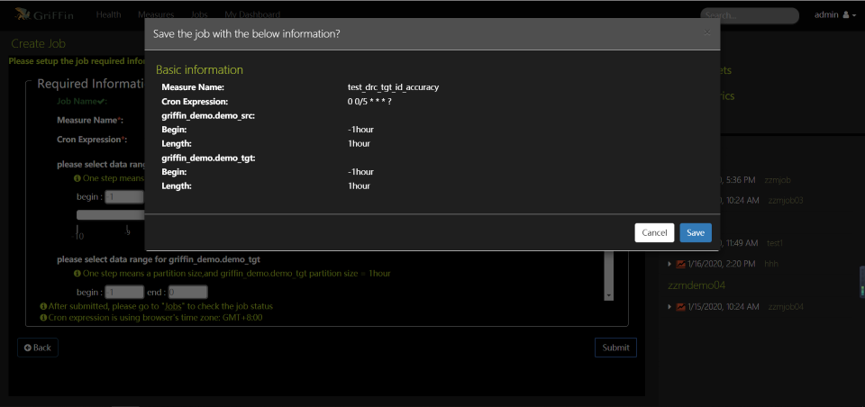 GriFFin Health Measures Jobs My Dashboard Search... admin
Create Job
Save the job with the below information?
Please setup the job required infor
Required Informati
Basic information
Job Name
Measure Name: test_drc_tgt_id_accuracy
Cron Expression: 0 0/5 * * * ?
griffin_demo.demo_src:
Begin: -1hour
Length: 1hour
griffin_demo.demo_tgt:
Begin: -1hour
Length: 1hour
Measure Name*:
Cron Expression*:
please select data rang
One step means
begin : -1
0
Cancel Save
ets
rics
, 5:36 PM zzmjob
, 10:24 AM zzmjob03
, 11:49 AM test1
1/16/2020, 2:20 PM hhh
zzmdemo04
1/15/2020, 10:24 AM zzmjob04
please select data range for griffin_demo.demo_tgt
One step means a partition size,and griffin_demo.demo_tgt partition size = 1hour
begin : -1 end : 0
After submitted, please go to "Jobs" to check the job status
Cron expression is using browser's time zone: GMT+8:00
Back Submit